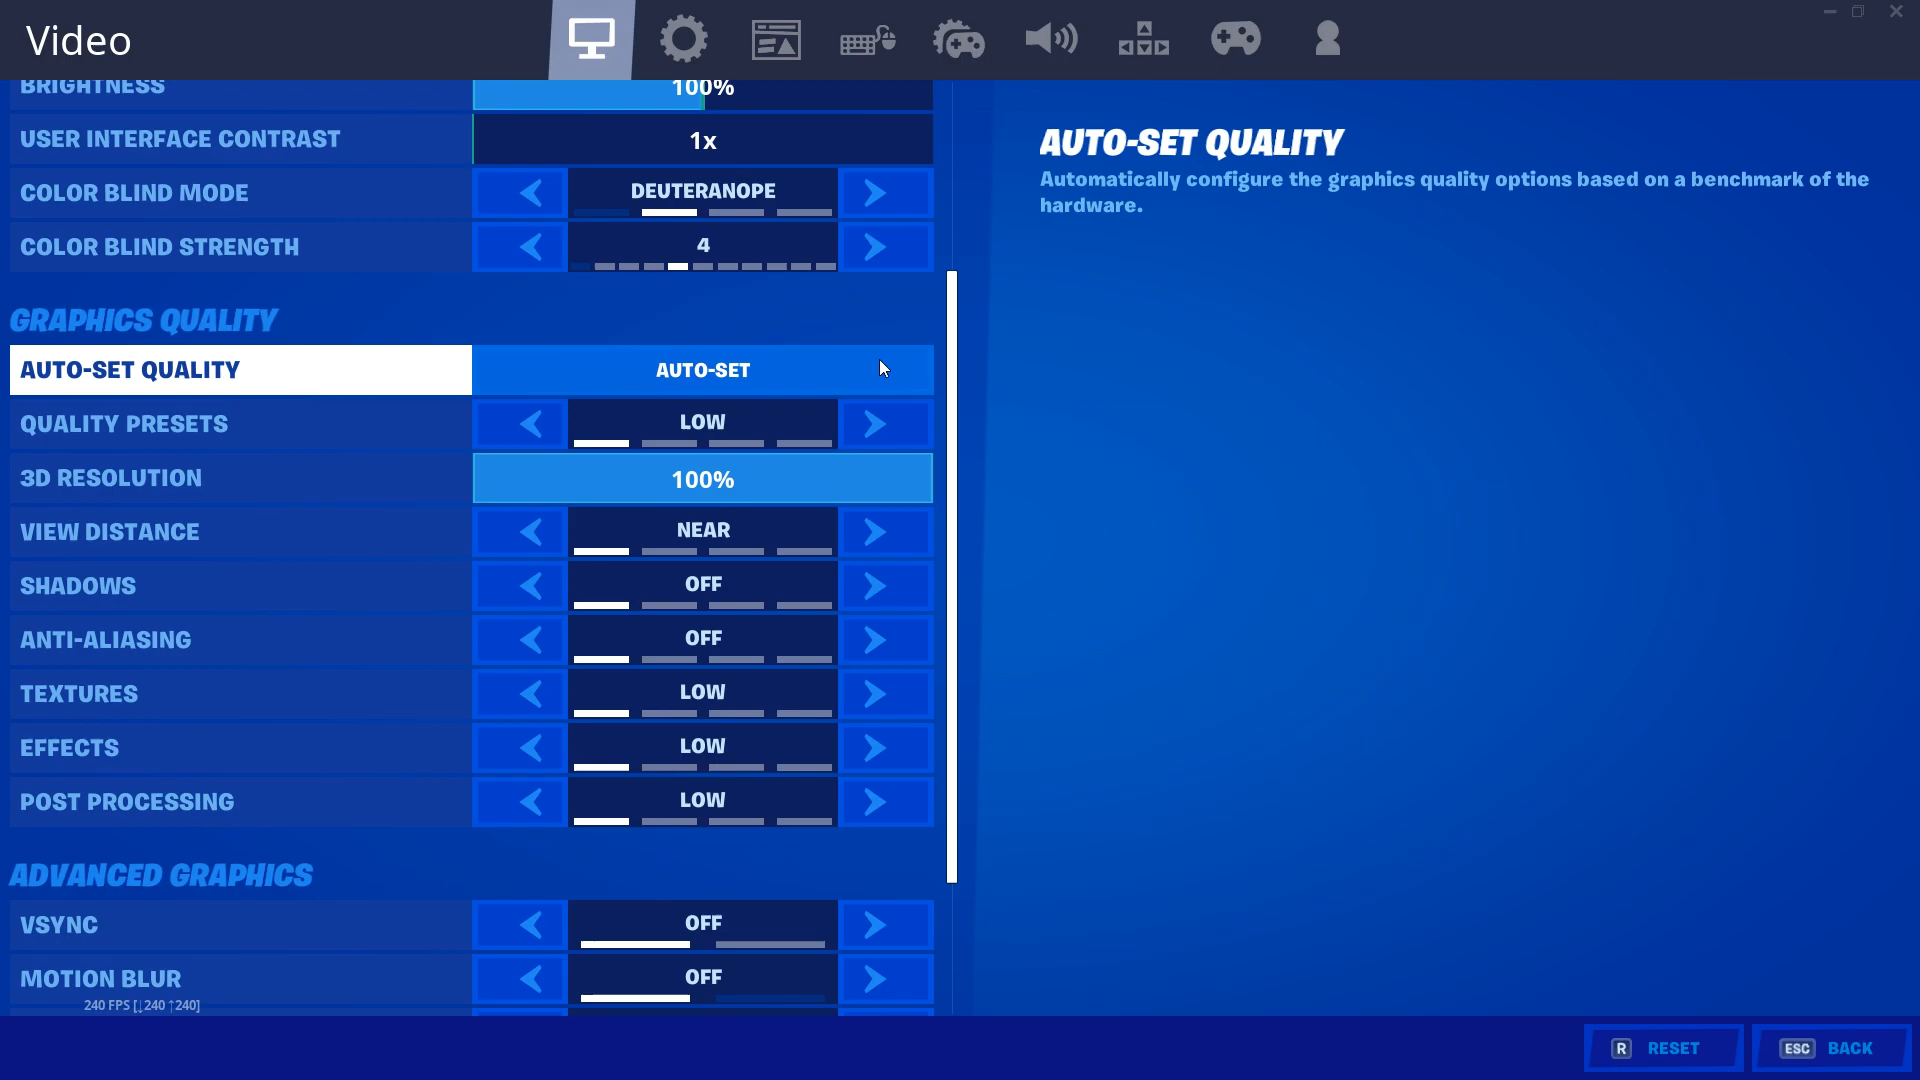 Video
BRIGHTNESS 100%
USER INTERFACE CONTRAST 1x
COLOR BLIND MODE DEUTERANOPE
COLOR BLIND STRENGTH 4
GRAPHICS QUALITY
AUTO-SET QUALITY AUTO-SET
QUALITY PRESETS LOW
3D RESOLUTION 100%
VIEW DISTANCE NEAR
SHADOWS OFF
ANTI-ALIASING OFF
TEXTURES LOW
EFFECTS LOW
POST PROCESSING LOW
ADVANCED GRAPHICS
VSYNC OFF
MOTION BLUR OFF
240 FPS [↓240 ↑240]
AUTO-SET QUALITY
Automatically configure the graphics quality options based on a benchmark of the
hardware.
R RESET
ESC BACK